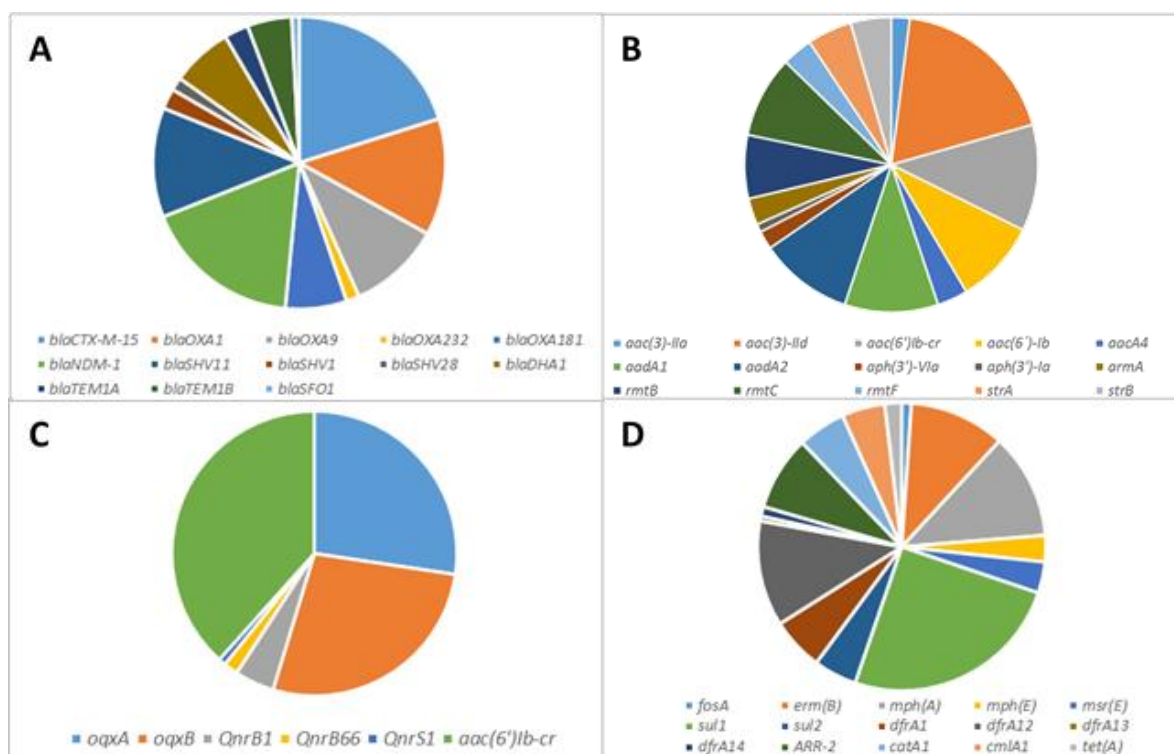 A
blaCTX-M-15 blaOXA1 blaOXA9 blaOXA232 blaOXA181
blaNDM-1 blaSHV11 blaSHV1 blaSHV28 blaDHA1
blaTEM1A blaTEM1B blaSFO1
B
aac(3)-IIa aac(3)-IId aac(6')Ib-cr aac(6')-Ib aacA4
aadA1 aadA2 aph(3')-VIa aph(3')-Ia armA
rmtB rmtC rmtF strA strB
C
oqxA oqxB QnrB1 QnrB66 QnrS1 aac(6')Ib-cr
D
fosA erm(B) mph(A) mph(E) msr(E)
sul1 sul2 dfrA1 dfrA12 dfrA13
dfrA14 ARR-2 catA1 cmlA1 tet(A)